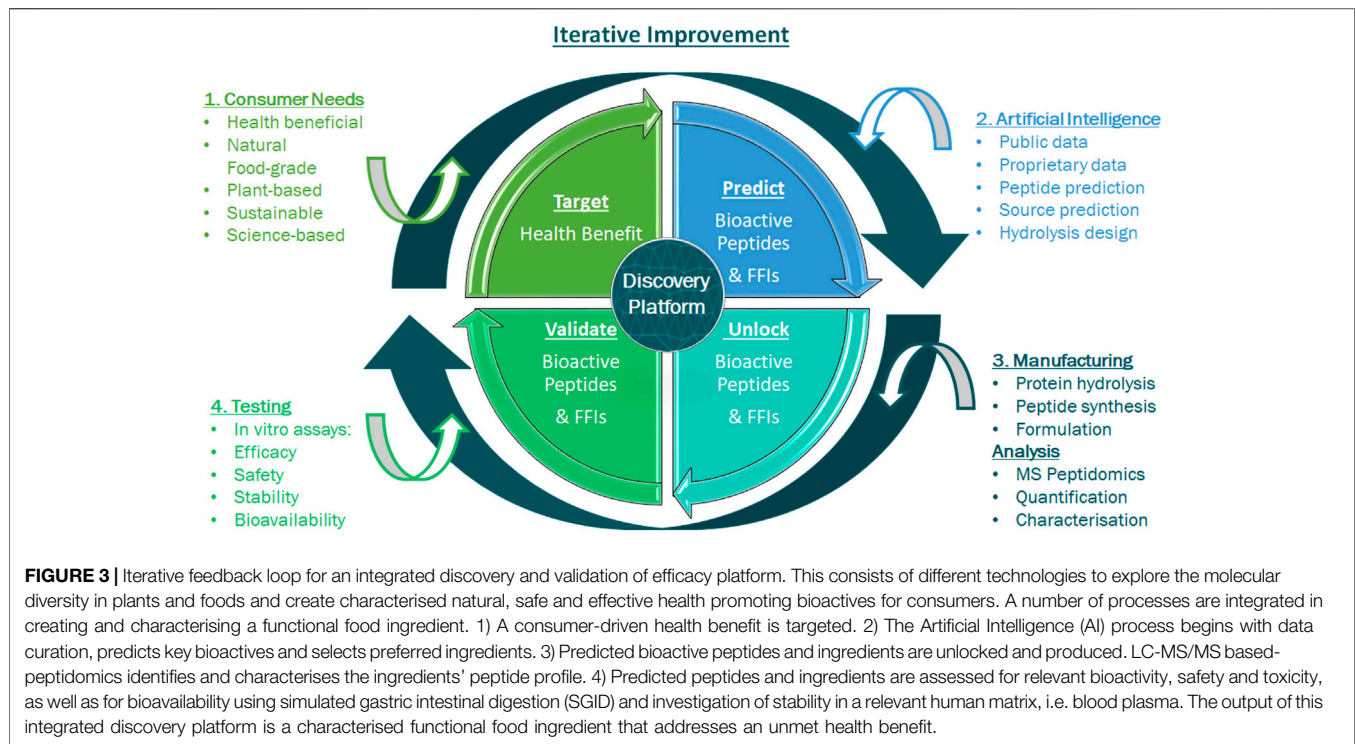 Iterative Improvement
1. Consumer Needs
• Health beneficial
• Natural
Food-grade
• Plant-based
• Sustainable
• Science-based
Target
Health Benefit
Predict
Bioactive
Peptides
& FFIs
2. Artificial Intelligence
• Public data
• Proprietary data
• Peptide prediction
• Source prediction
• Hydrolysis design
Discovery
Platform
Validate
Bioactive
Peptides
& FFIs
Unlock
Bioactive
Peptides
& FFIs
3. Manufacturing
• Protein hydrolysis
• Peptide synthesis
• Formulation
Analysis
• MS Peptidomics
• Quantification
• Characterisation
4. Testing
• In vitro assays:
• Efficacy
• Safety
• Stability
• Bioavailability
FIGURE 3 | Iterative feedback loop for an integrated discovery and validation of efficacy platform. This consists of different technologies to explore the molecular
diversity in plants and foods and create characterised natural, safe and effective health promoting bioactives for consumers. A number of processes are integrated in
creating and characterising a functional food ingredient. 1) A consumer-driven health benefit is targeted. 2) The Artificial Intelligence (AI) process begins with data
curation, predicts key bioactives and selects preferred ingredients. 3) Predicted bioactive peptides and ingredients are unlocked and produced. LC-MS/MS based-
peptidomics identifies and characterises the ingredients' peptide profile. 4) Predicted peptides and ingredients are assessed for relevant bioactivity, safety and toxicity,
as well as for bioavailability using simulated gastric intestinal digestion (SGID) and investigation of stability in a relevant human matrix, i.e. blood plasma. The output of this
integrated discovery platform is a characterised functional food ingredient that addresses an unmet health benefit.